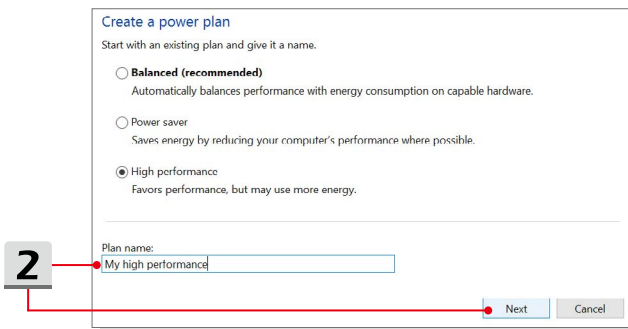 Create a power plan
Start with an existing plan and give it a name.
Balanced (recommended)
Automatically balances performance with energy consumption on capable hardware.
Power saver
Saves energy by reducing your computer's performance where possible.
High performance
Favors performance, but may use more energy.
Plan name:
My high performance
2
Next Cancel